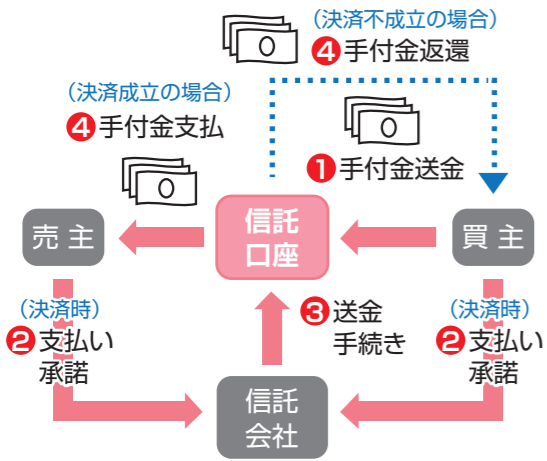 (決済不成立の場合)
❹手付金返還
(決済成立の場合)
❹手付金支払
❶手付金送金
売主
信託
口座
買主
(決済時)
❷支払い
承諾
❸送金
手続き
(決済時)
❷支払い
承諾
信託
会社